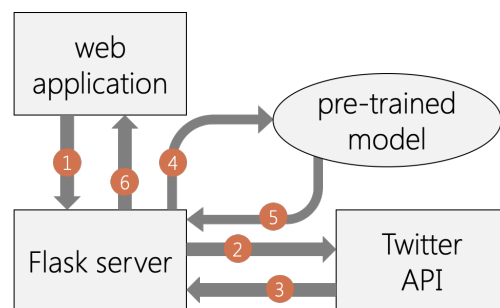 web
application
pre-trained
model
1
6
4
5
Flask server
2
3
Twitter
API